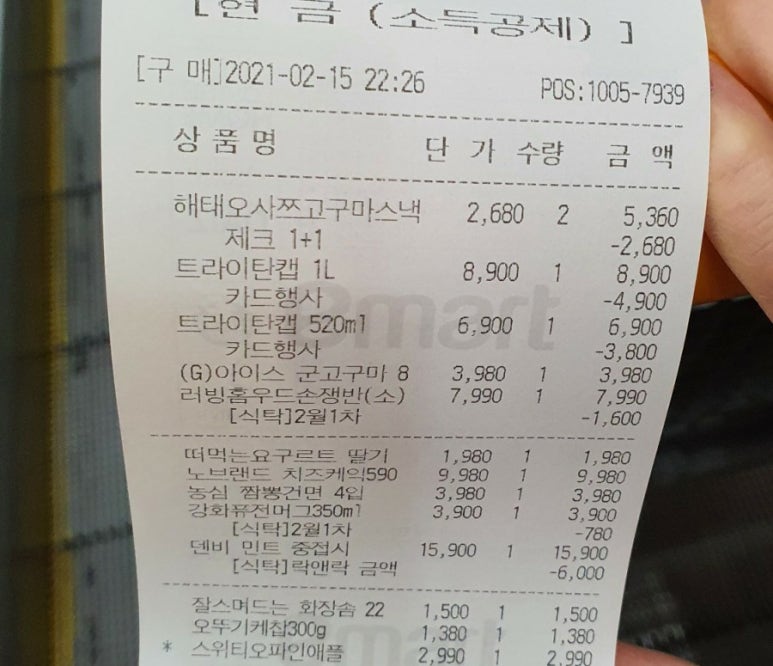 [현 금 (소득공제) ]
[구 매]2021-02-15 22:26 POS:1005-7939
상 품 명 단 가 수량 금 액
해태오사쯔고구마스낵 2,680 2 5,360
제크 1+1 -2,680
트라이탄캡 1L 8,900 1 8,900
카드행사 -4,900
트라이탄캡 520ml 6,900 1 6,900
카드행사 -3,800
(G)아이스 군고구마 8 3,980 1 3,980
러빙홈우드손쟁반(소) 7,990 1 7,990
[식탁]2월1차 -1,600
떠먹는요구르트 딸기 1,980 1 1,980
노브랜드 치즈케익590 9,980 1 9,980
농심 짬뽕건면 4입 3,980 1 3,980
강화퓨전머그350ml 3,900 1 3,900
[식탁]2월1차 -780
덴비 민트 중접시 15,900 1 15,900
[식탁]락앤락 금액 -6,000
잘스며드는 화장솜 22 1,500 1 1,500
오뚜기케찹300g 1,380 1 1,380
* 스위티오파인애플 2,990 1 2,990